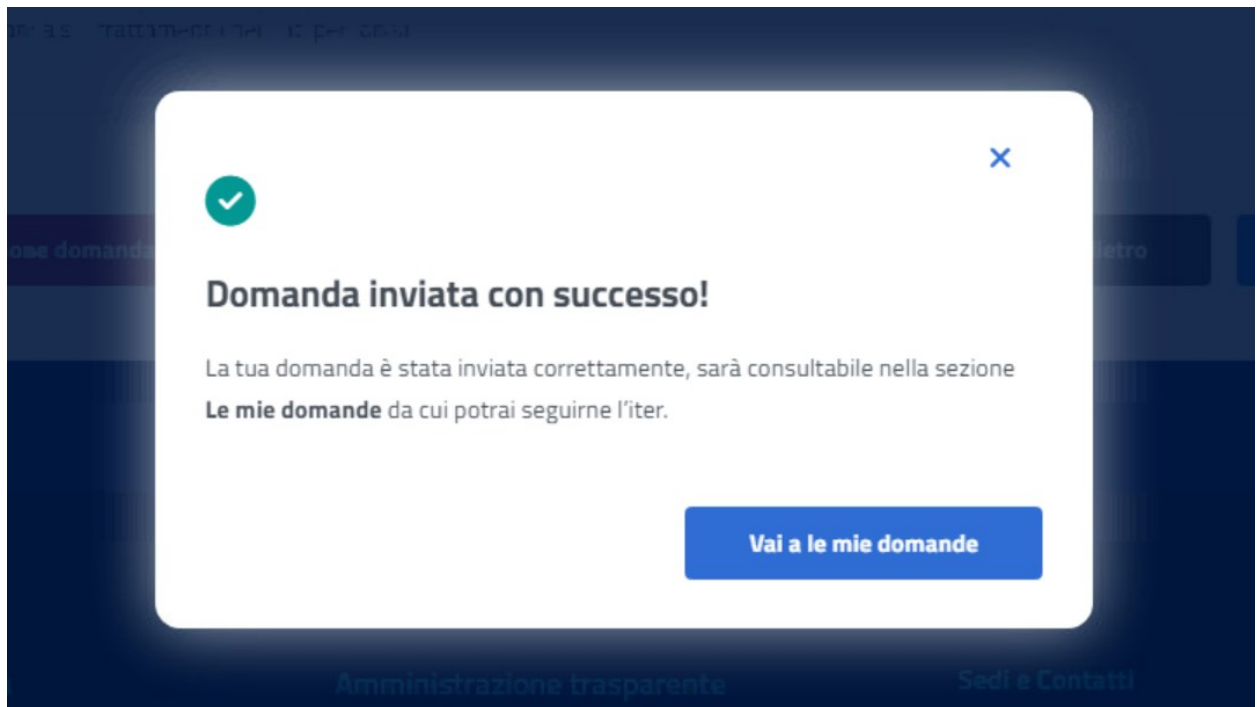 Domanda inviata con successo!
La tua domanda è stata inviata correttamente, sarà consultabile nella sezione
Le mie domande da cui potrai seguirne l’iter.
Vai a le mie domande
Amministrazione trasparente
Sedi e Contatti